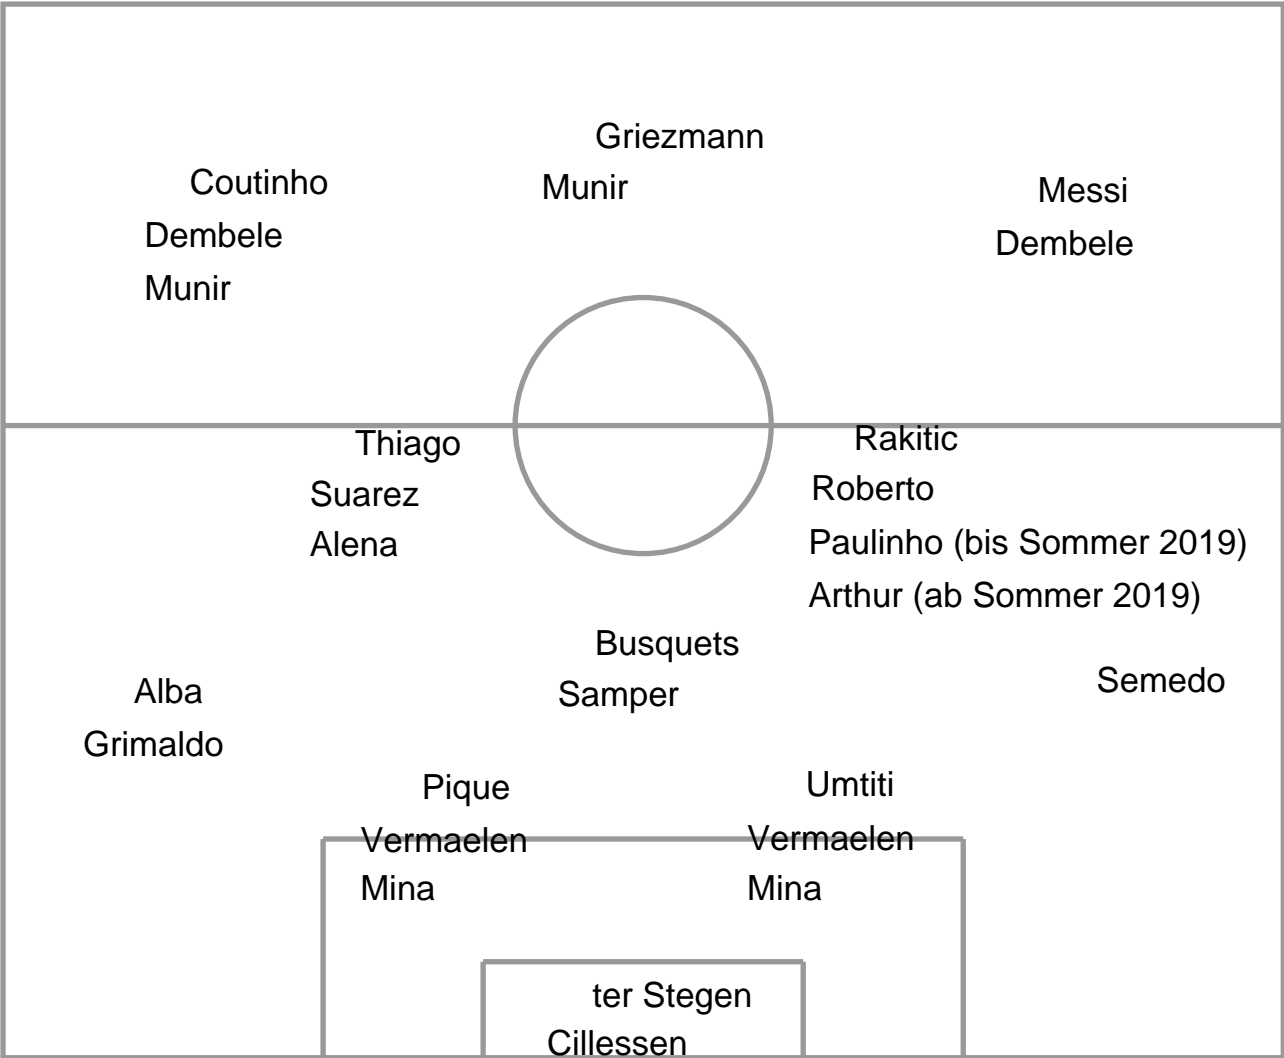 Griezmann
Munir
Coutinho
Dembele
Munir
Messi
Dembele
Thiago
Suarez
Alena
Rakitic
Roberto
Paulinho (bis Sommer 2019)
Arthur (ab Sommer 2019)
Busquets
Samper
Alba
Grimaldo
Semedo
Pique
Vermaelen
Mina
Umtiti
Vermaelen
Mina
ter Stegen
Cillessen